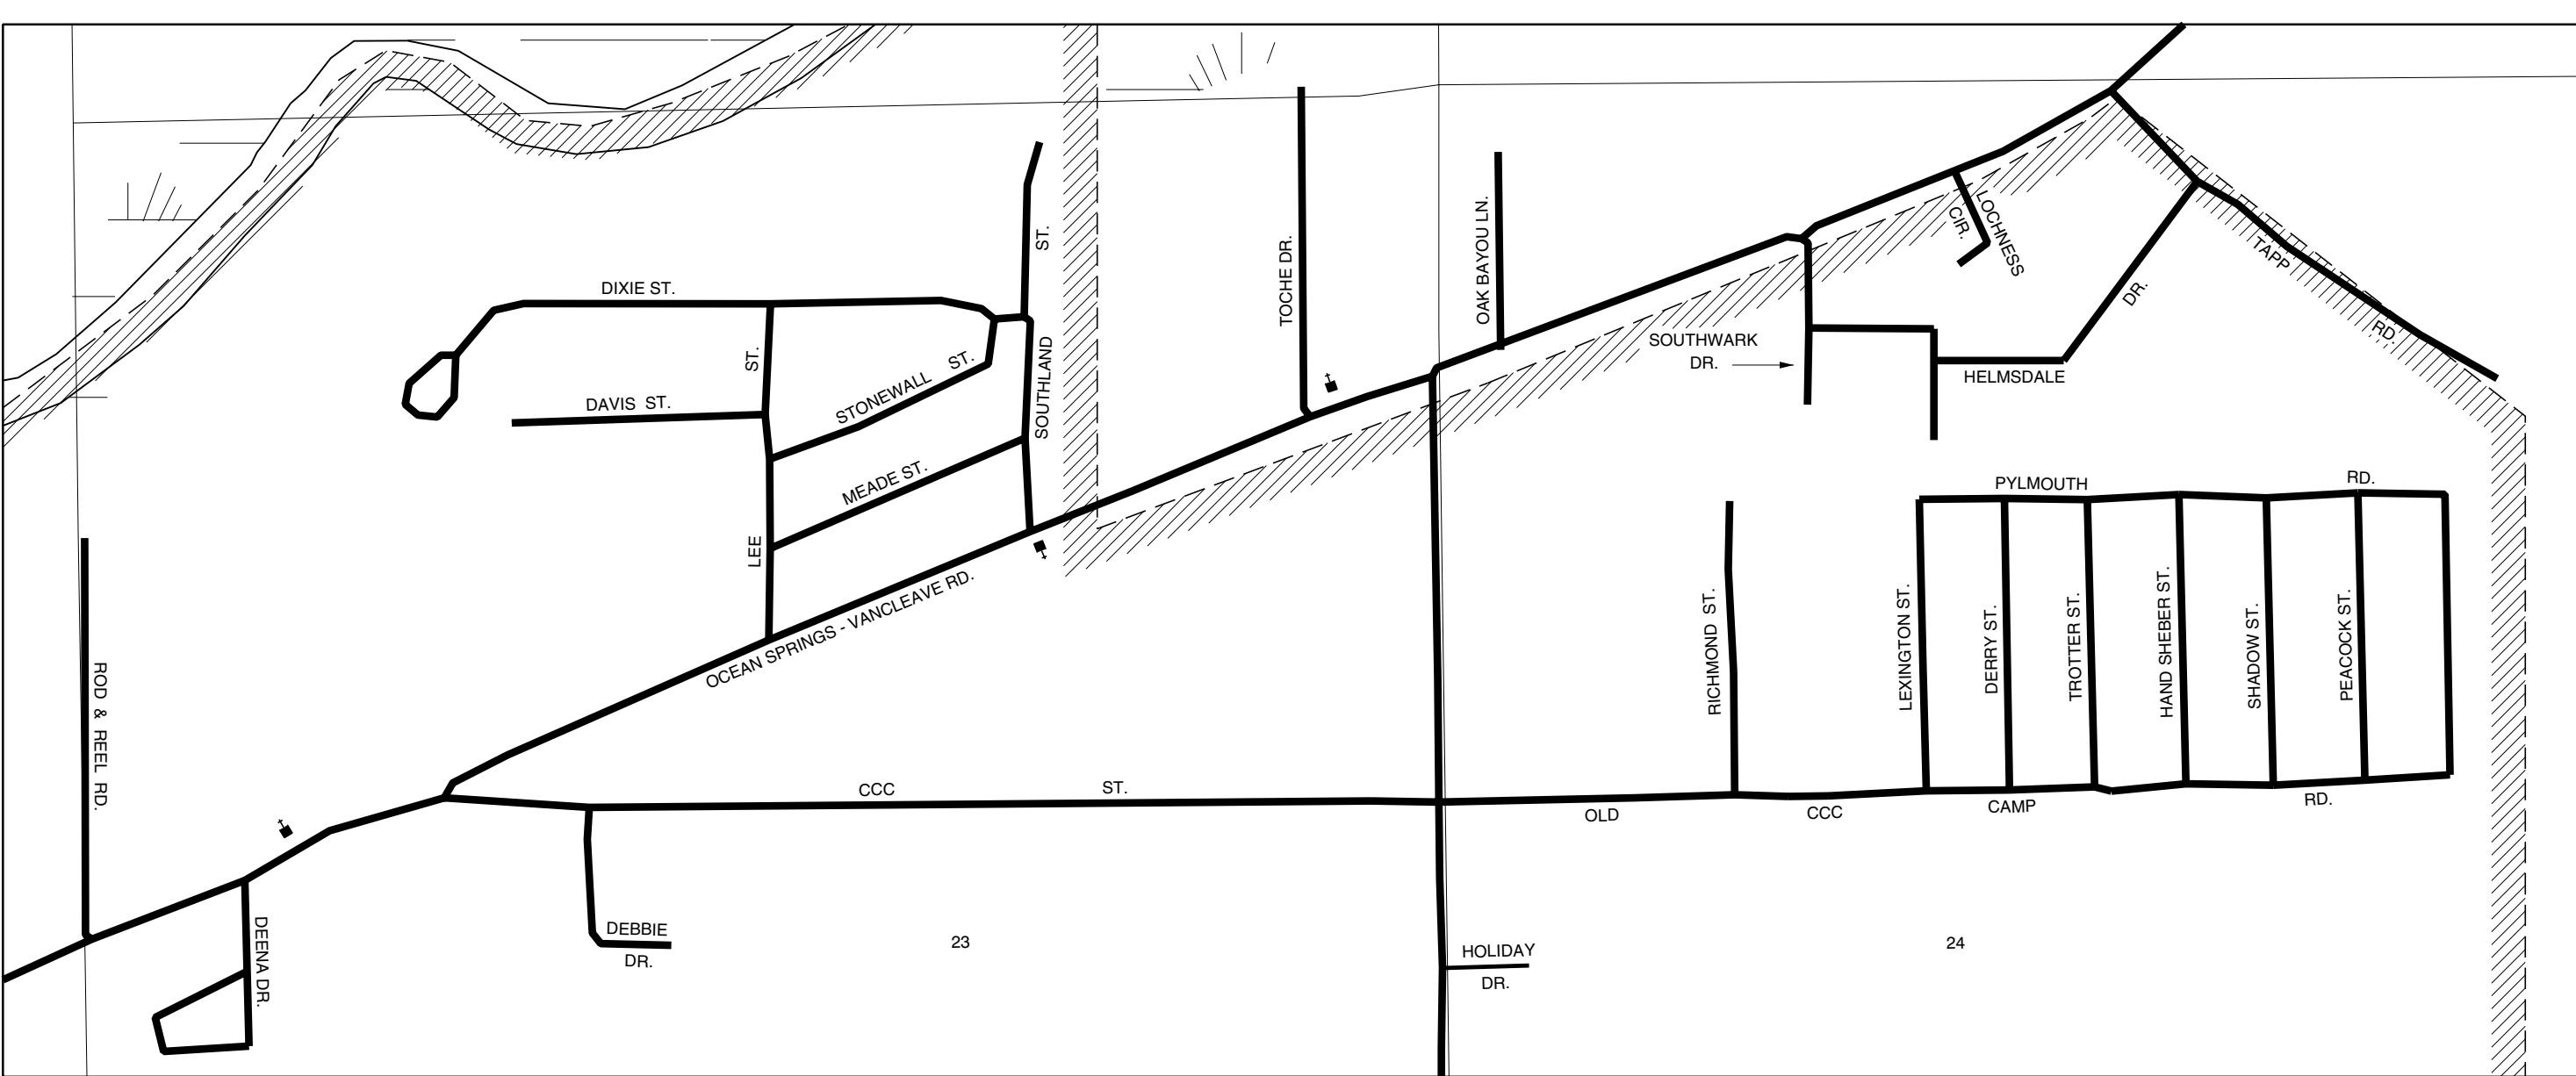 DIXIE ST.
ST.
ST.
DAVIS ST.
STONEWALL ST.
MEADE ST.
SOUTHLAND
LEE
OCEAN SPRINGS - VANCLEAVE RD.
TOCHE DR.
OAK BAYOU LN.
LOCHNESS
CIR.
TAPP
RD.
DR.
SOUTHWARK
DR.
HELMSDALE
PYLMOUTH
RD.
ROD & REEL RD.
RICHMOND ST.
LEXINGTON ST.
DERRY ST.
TROTTER ST.
HAND SHEBER ST.
SHADOW ST.
PEACOCK ST.
CCC ST.
OLD CCC CAMP RD.
DEENA DR.
DEBBIE
DR.
23
HOLIDAY
DR.
24